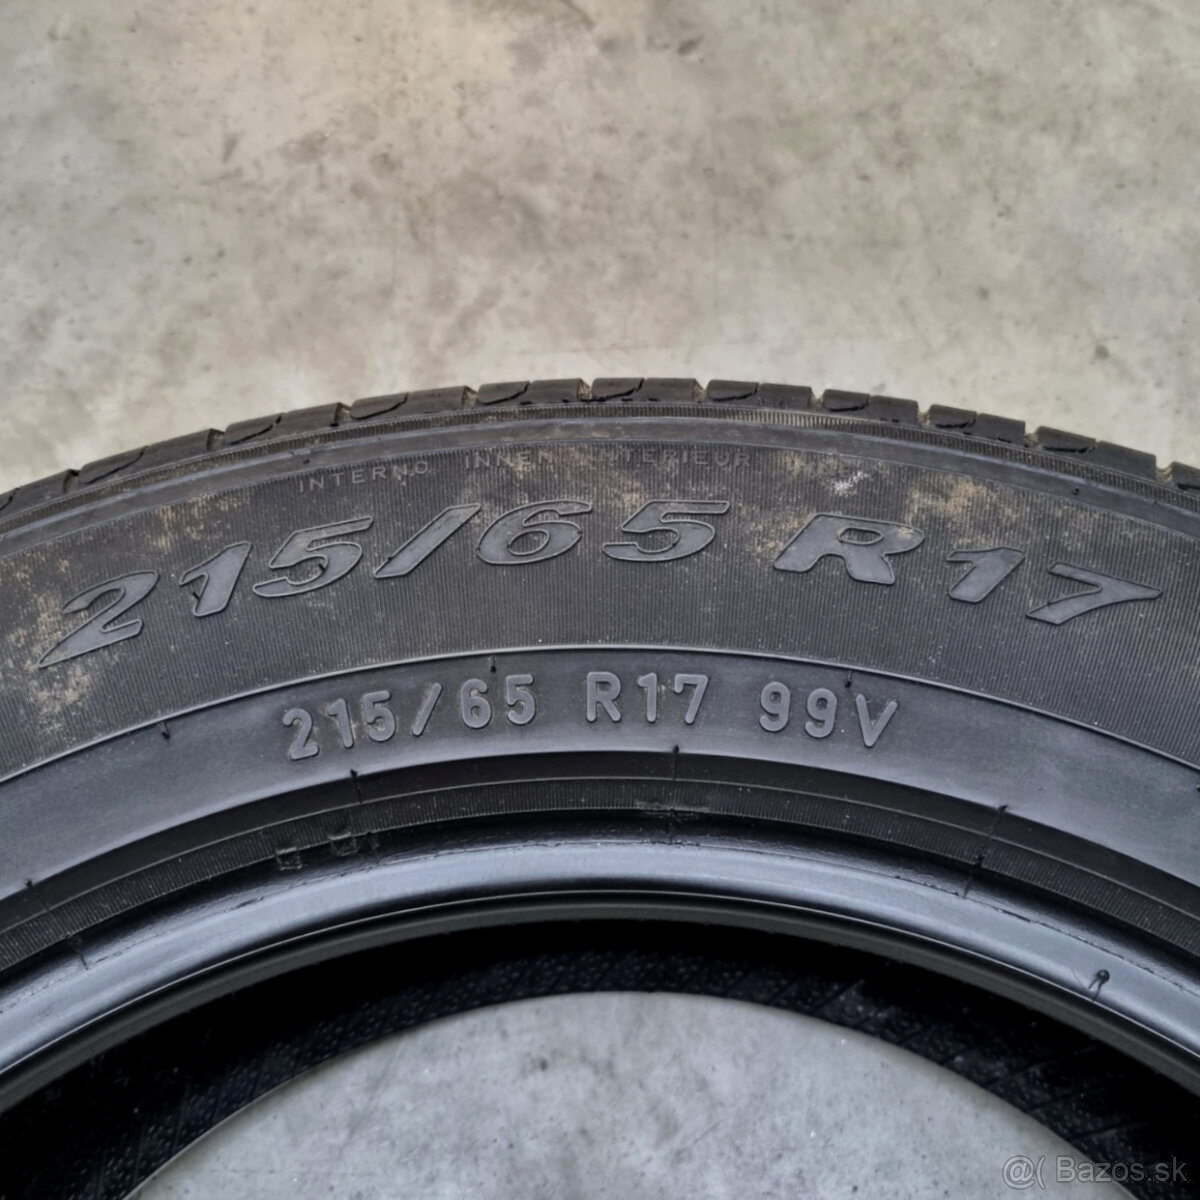 INTERNO INNEN INTERIEUR
215/65 R17
215/65 R17 99V
@( Bazos.sk